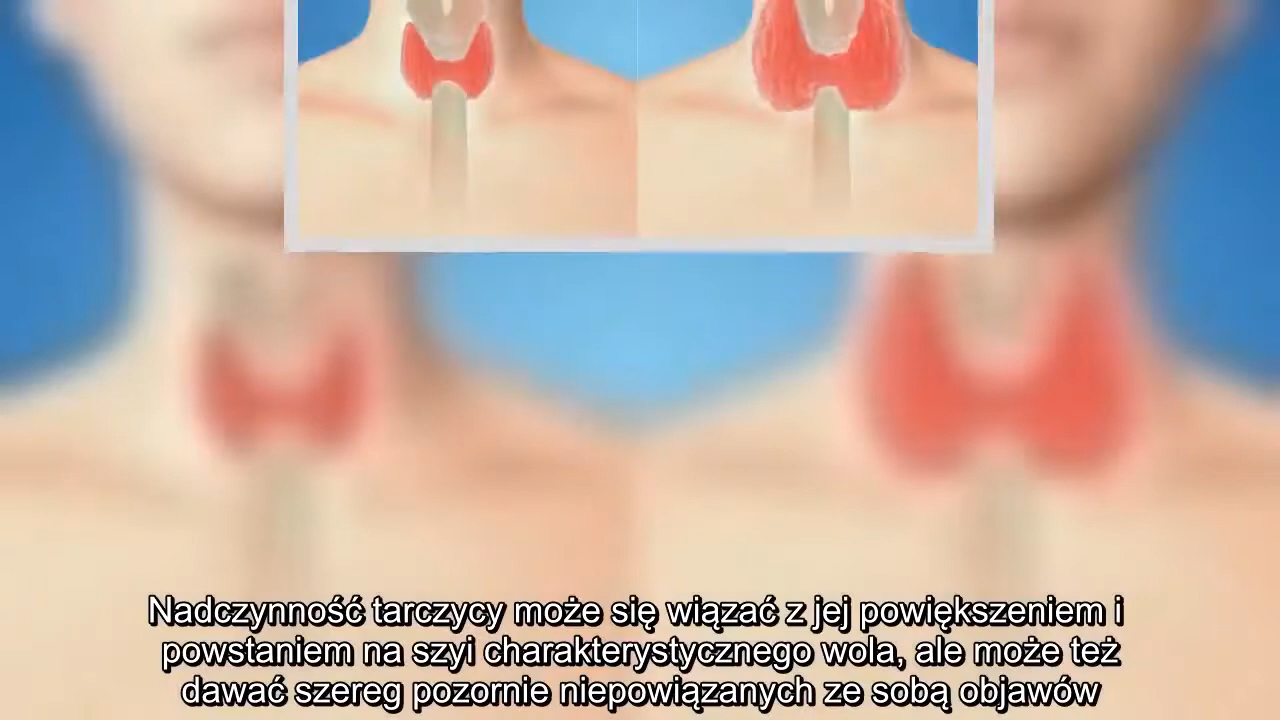 Nadczynność tarczycy może się wiązać z jej powiększeniem i
powstaniem na szyi charakterystycznego wola, ale może też
dawać szereg pozornie niepowiązanych ze sobą objawów